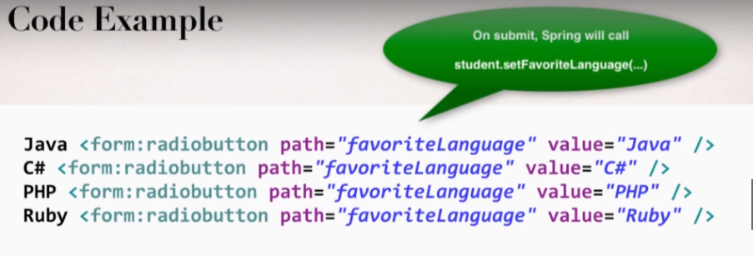 Code Example
On submit, Spring will call
student.setFavoriteLanguage(...)
Java <form:radiobutton path="favoriteLanguage" value="Java" />
C# <form:radiobutton path="favoriteLanguage" value="C#" />
PHP <form:radiobutton path="favoriteLanguage" value="PHP" />
Ruby <form:radiobutton path="favoriteLanguage" value="Ruby" />